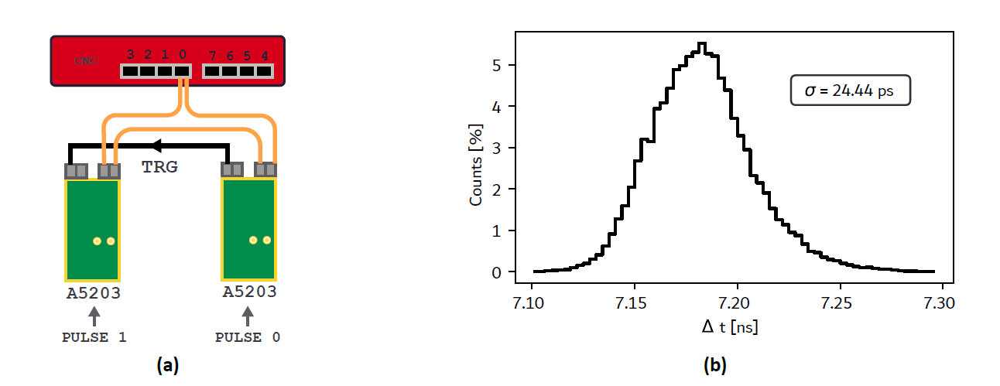 CNC
3 2 1 0 7 6 5 4
TRG
A5203 A5203
PULSE 1 PULSE 0
(a)
σ = 24.44 ps
Counts [%]
5
4
3
2
1
0
7.10 7.15 7.20 7.25 7.30
Δ t [ns]
(b)